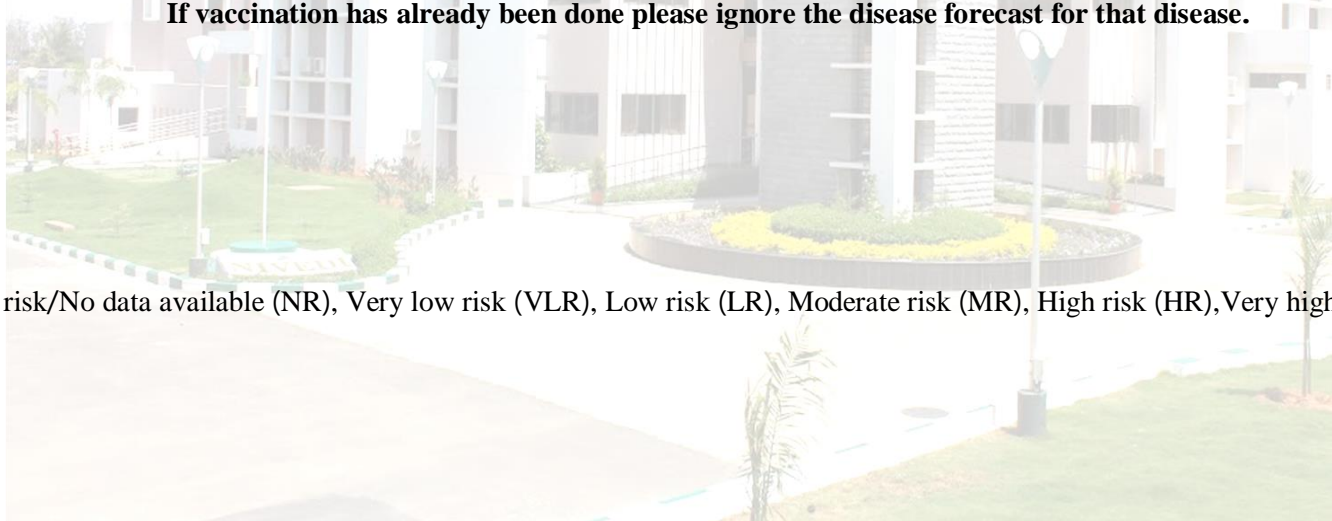 If vaccination has already been done please ignore the disease forecast for that disease.
risk/No data available (NR), Very low risk (VLR), Low risk (LR), Moderate risk (MR), High risk (HR),Very high